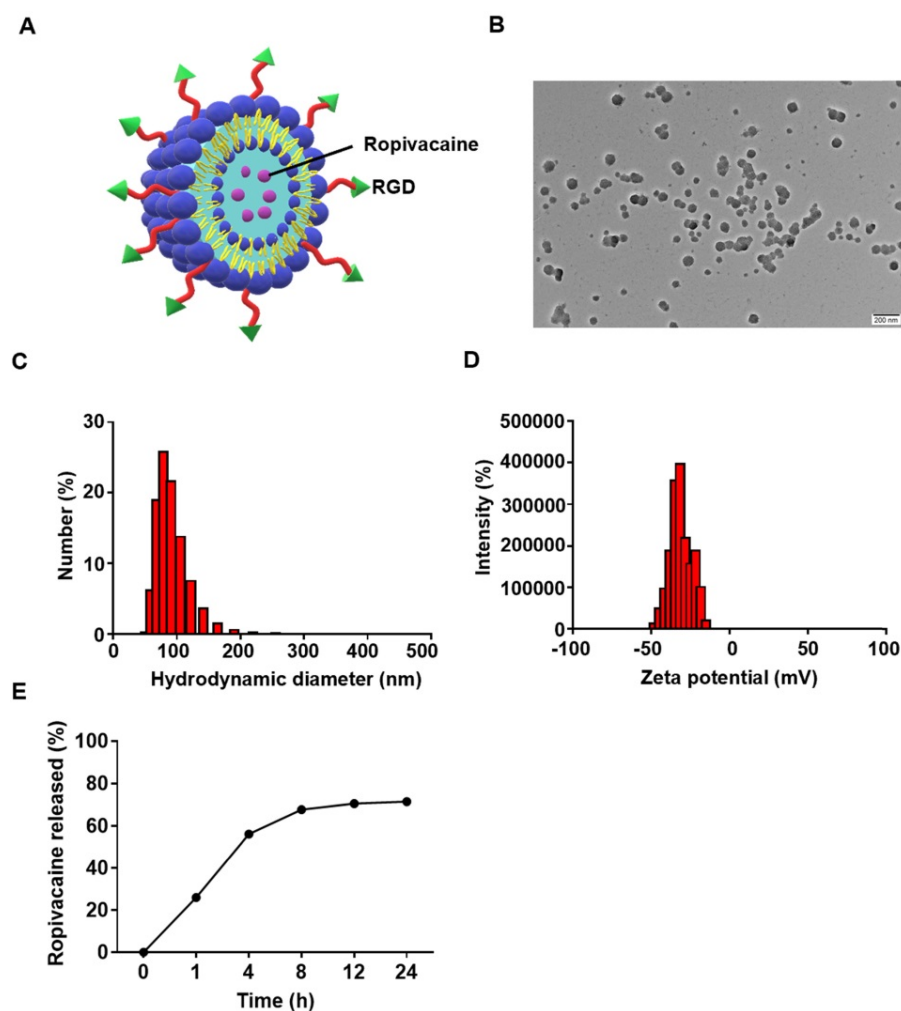 A
Ropivacaine
RGD
B
200 nm
C
30
20
10
0
Number (%)
0 100 200 300 400 500
Hydrodynamic diameter (nm)
D
500000
400000
300000
200000
100000
0
Intensity (%)
-100 -50 0 50 100
Zeta potential (mV)
E
100
80
60
40
20
0
Ropivacaine released (%)
0 1 4 8 12 24
Time (h)